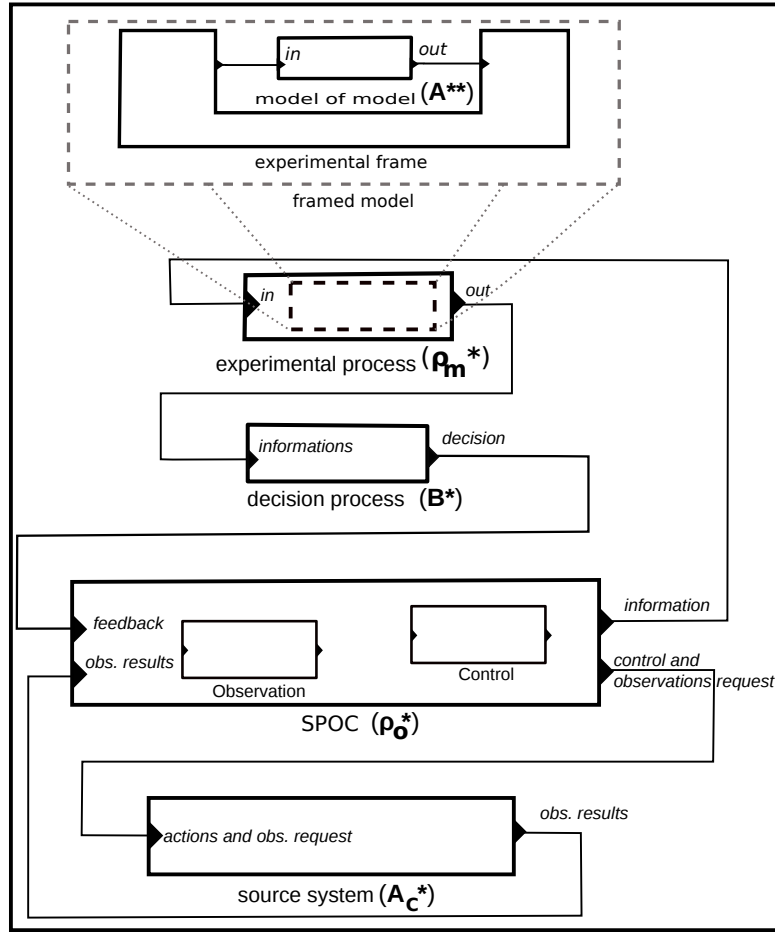 in out
model of model (A**)
experimental frame
framed model
in out
experimental process (ρm*)
informations decision
decision process (B*)
feedback information
obs. results control and
observations request
Observation Control
SPOC (ρo*)
obs. results
actions and obs. request
source system (Ac*)